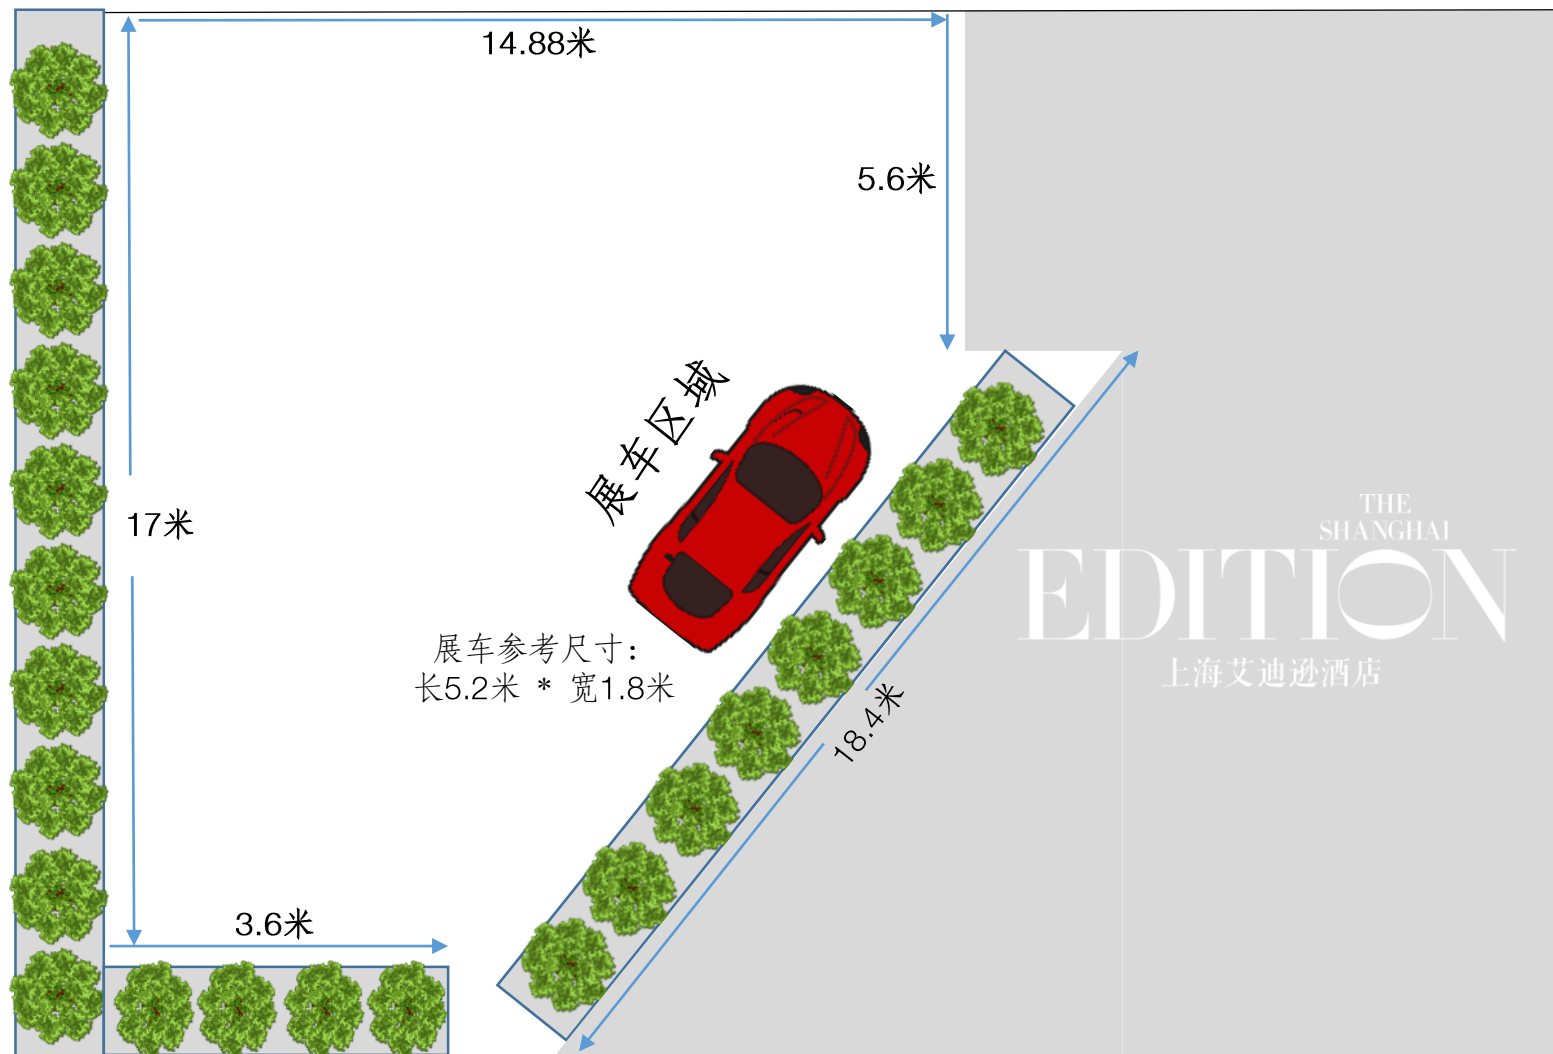 14.88米
5.6米
展车区域
17米
展车参考尺寸：
长5.2米 * 宽1.8米
18.4米
3.6米
THE
SHANGHAI
EDITION
上海艾迪逊酒店